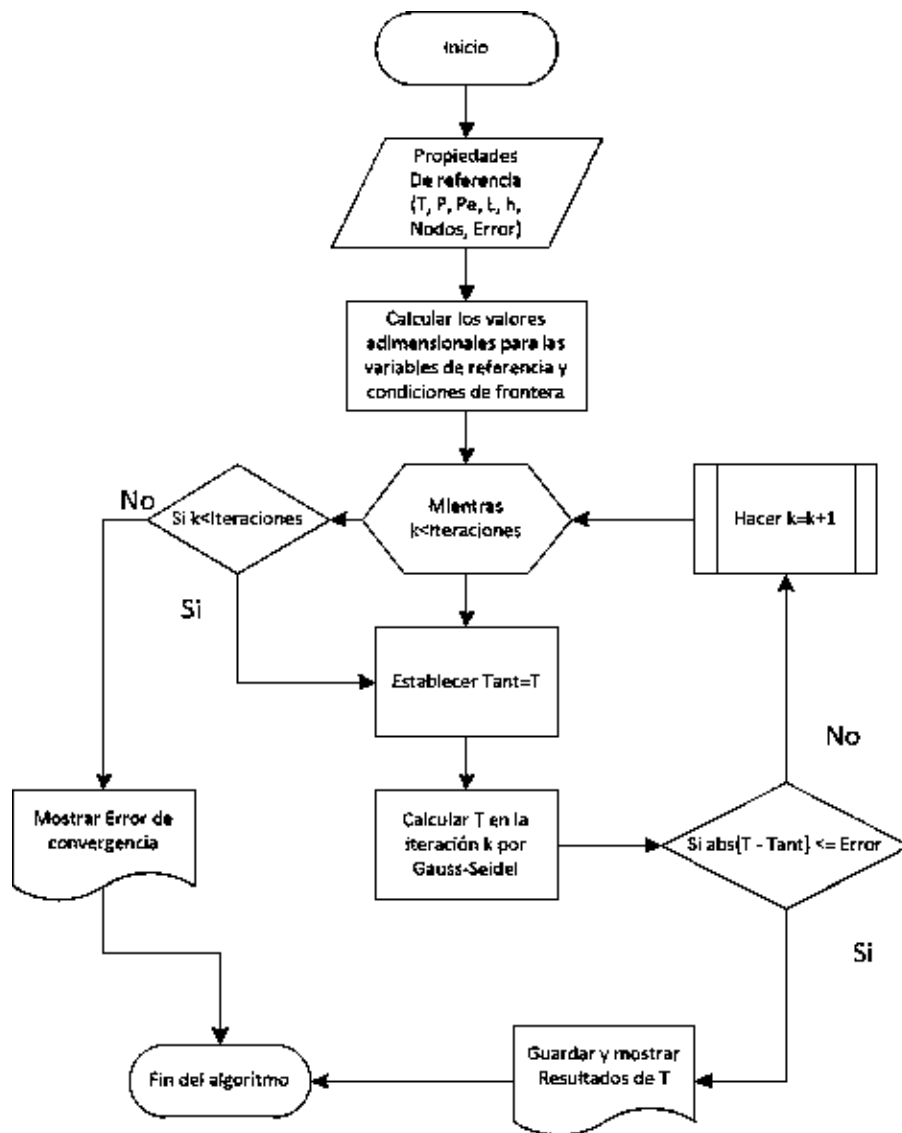 Inicio
Propiedades
De referencia
(T, P, Pe, L, h,
Nodos, Error)
Calcular los valores
adimensionales para las
variables de referencia y
condiciones de frontera
No
Si k<Iteraciones
Mientras
k<Iteraciones
Hacer k=k+1
Si
Establecer Tant=T
No
Mostrar Error de
convergencia
Calcular T en la
iteración k por
Gauss-Seidel
Si abs(T - Tant) <= Error
Si
Fin del algoritmo
Guardar y mostrar
Resultados de T